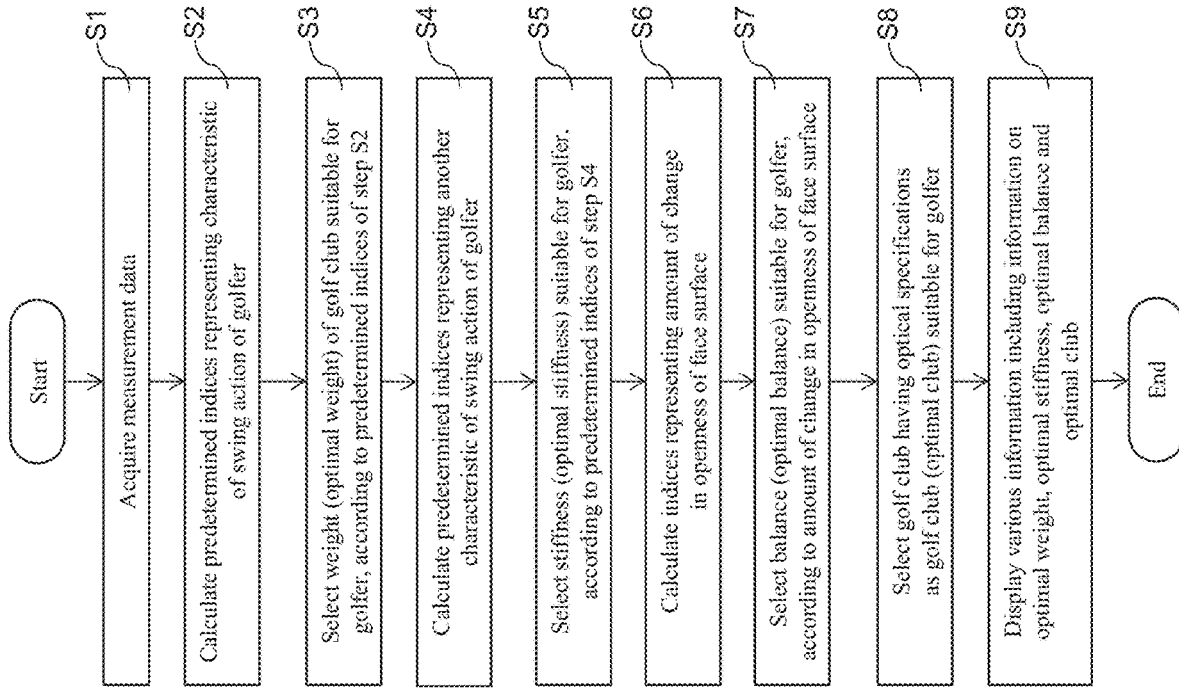 Start
S1
Acquire measurement data
S2
Calculate predetermined indices representing characteristic
of swing action of golfer
S3
Select weight (optimal weight) of golf club suitable for
golfer, according to predetermined indices of step S2
S4
Calculate predetermined indices representing another
characteristic of swing action of golfer
S5
Select stiffness (optimal stiffness) suitable for golfer,
according to predetermined indices of step S4
S6
Calculate indices representing amount of change
in openness of face surface
S7
Select balance (optimal balance) suitable for golfer,
according to amount of change in openness of face surface
S8
Select golf club having optical specifications
as golf club (optimal club) suitable for golfer
S9
Display various information including information on
optimal weight, optimal stiffness, optimal balance and
optimal club
End